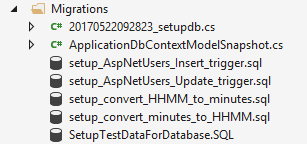 Migrations
20170522092823_setupdb.cs
ApplicationDbContextModelSnapshot.cs
setup_AspNetUsers_Insert_trigger.sql
setup_AspNetUsers_Update_trigger.sql
setup_convert_HHMM_to_minutes.sql
setup_convert_minutes_to_HHMM.sql
SetupTestDataForDatabase.SQL